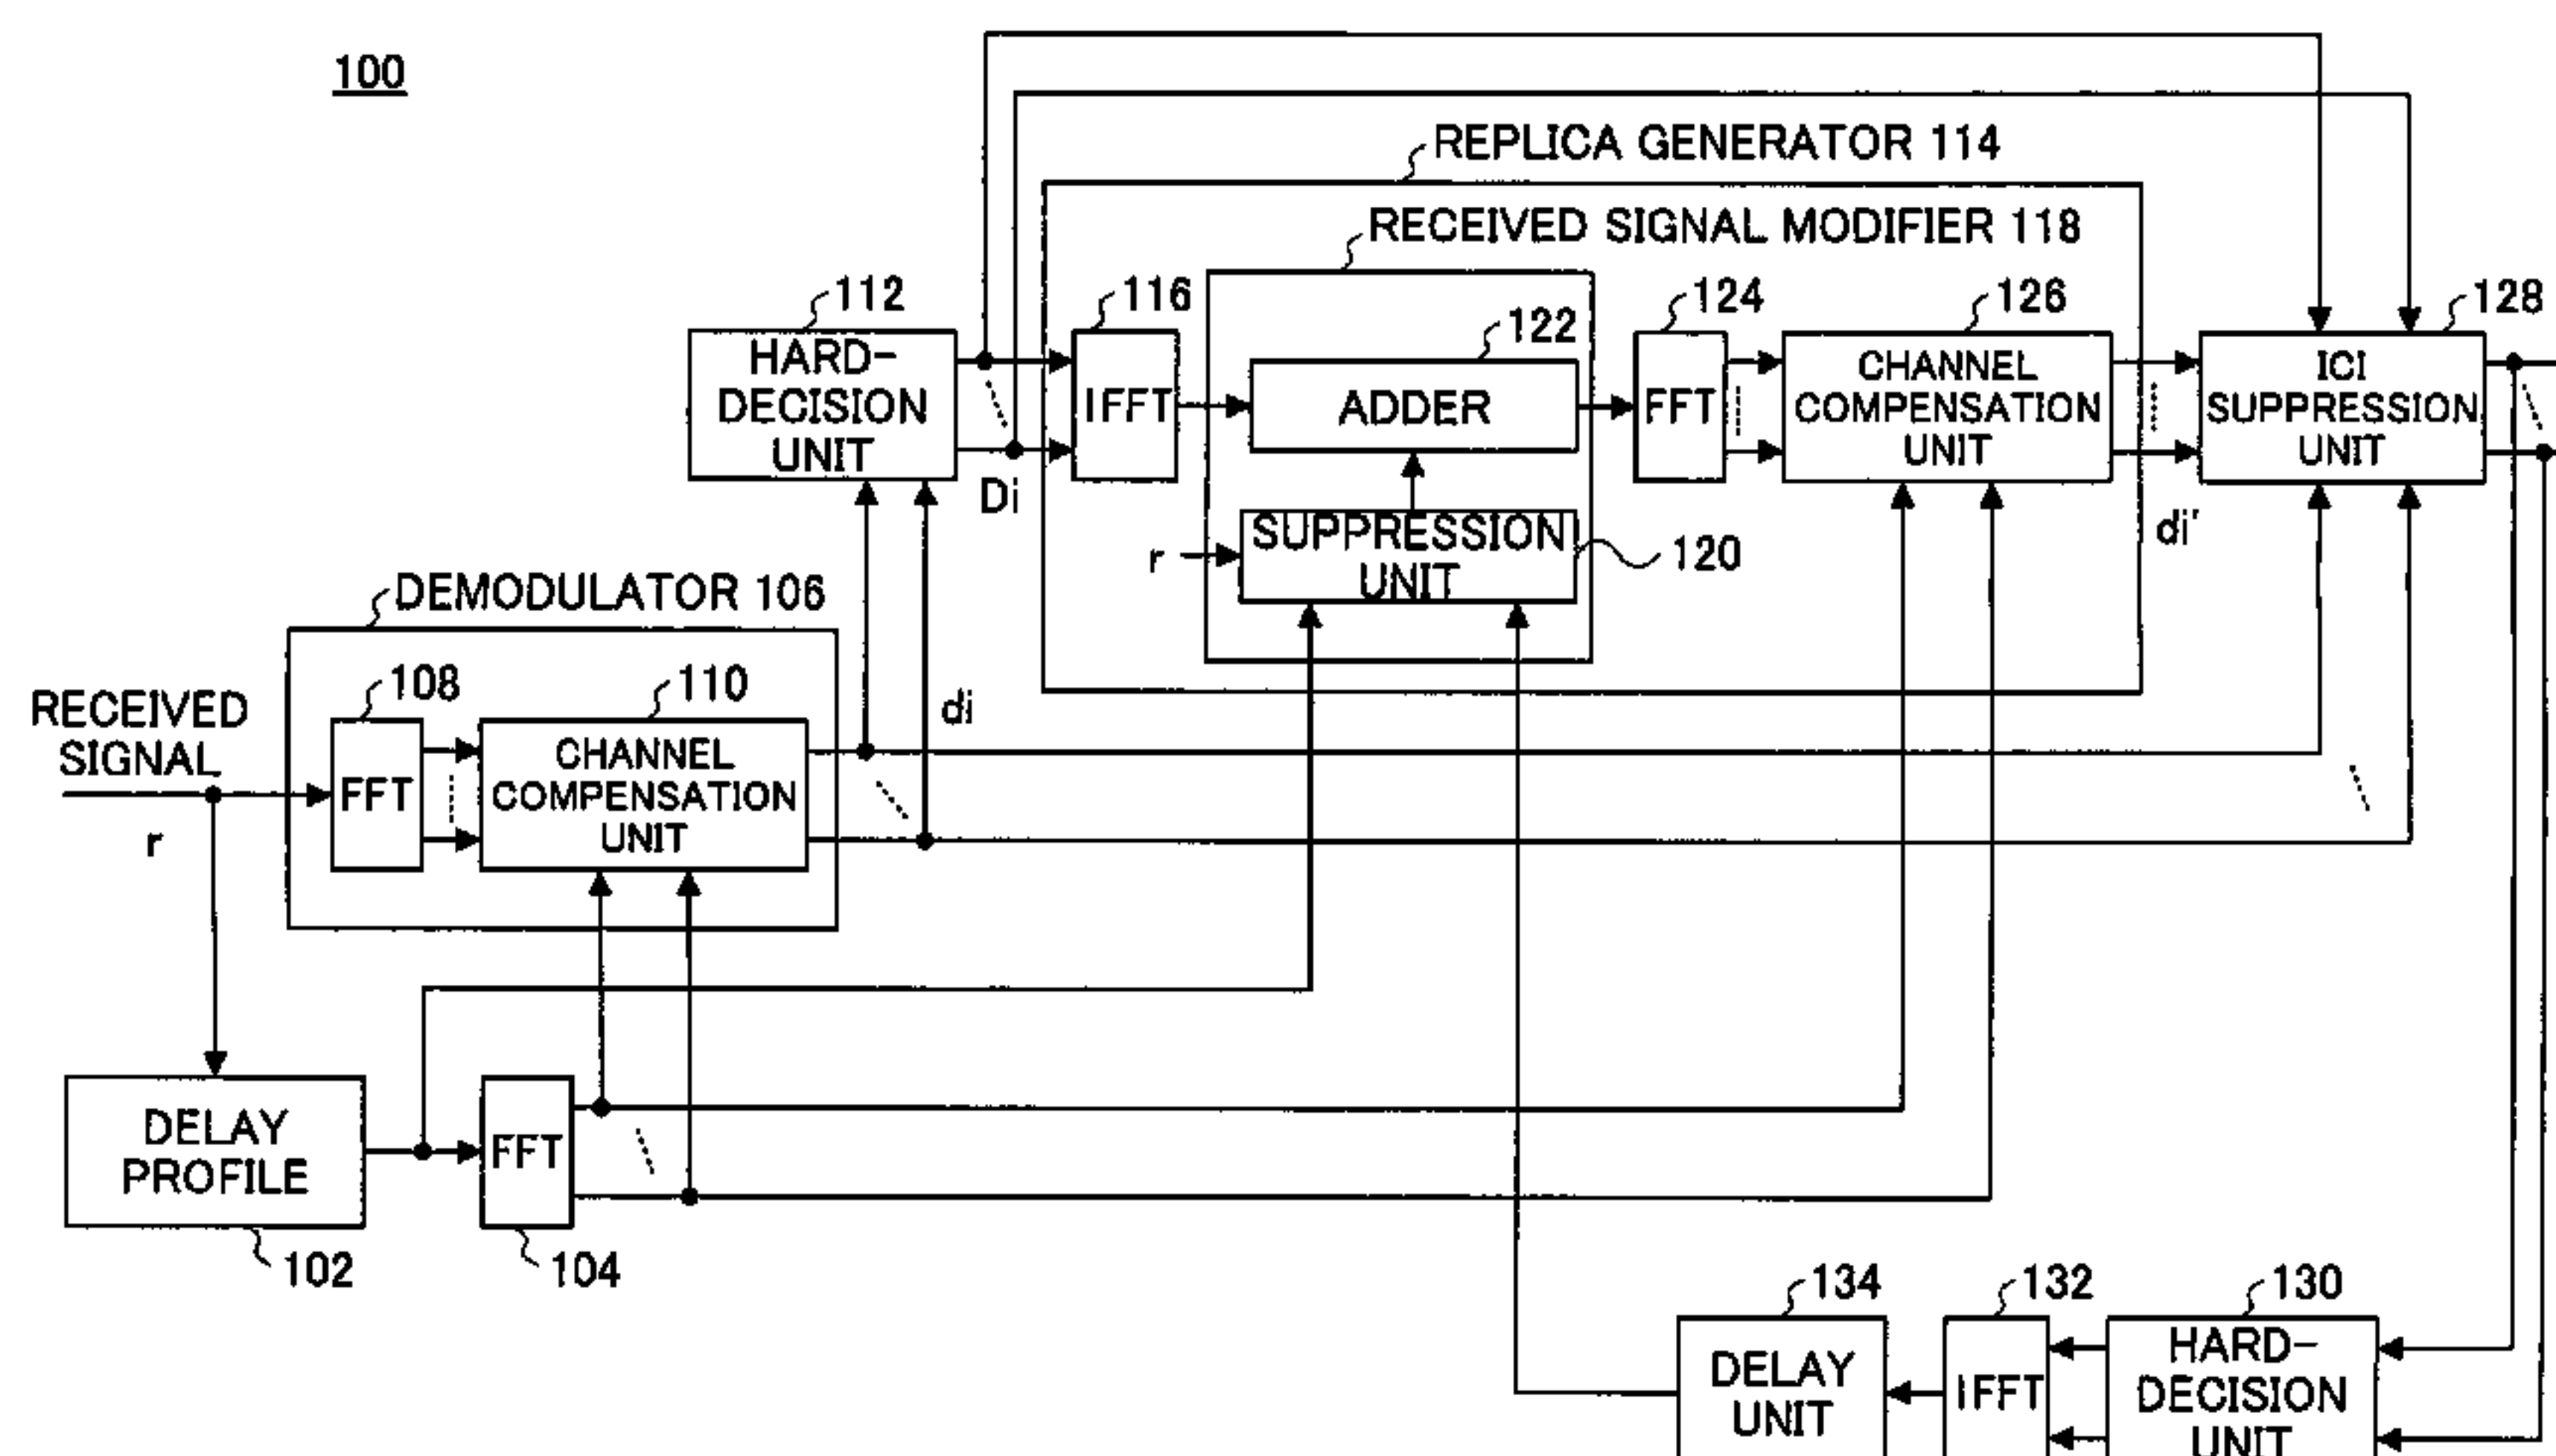 100
REPLICA GENERATOR 114
RECEIVED SIGNAL MODIFIER 118
112
116
122
124
126
128
HARD-
DECISION
UNIT
IFFT
ADDER
FFT
CHANNEL
COMPENSATION
UNIT
ICI
SUPPRESSION
UNIT
Di
r
SUPPRESSION
UNIT
120
di'
DEMODULATOR 106
108
110
di
RECEIVED
SIGNAL
r
FFT
CHANNEL
COMPENSATION
UNIT
DELAY
PROFILE
FFT
102
104
134
132
130
DELAY
UNIT
IFFT
HARD-
DECISION
UNIT